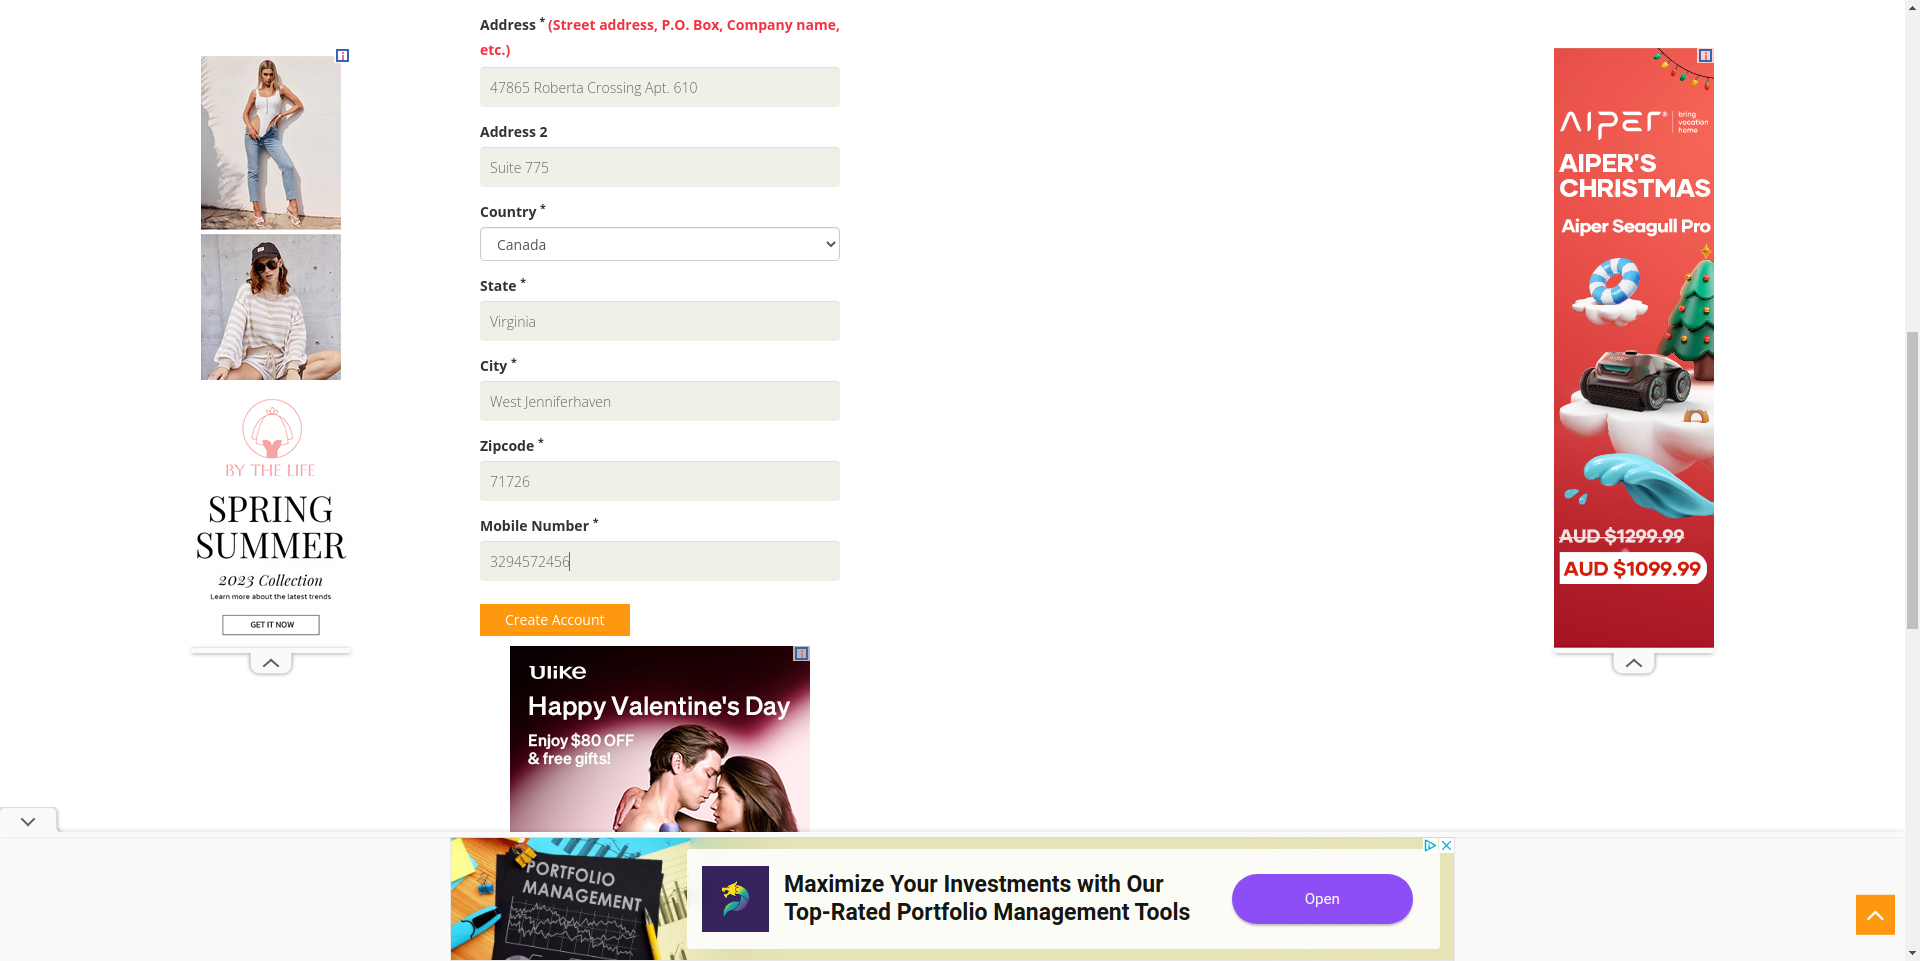 Address * (Street address, P.O. Box, Company name,
etc.)
47865 Roberta Crossing Apt. 610
Address 2
Suite 775
Country *
Canada
State *
Virginia
City *
West Jenniferhaven
Zipcode *
71726
Mobile Number *
3294572456
Create Account
BY THE LIFE
SPRING
SUMMER
2023 Collection
Learn more about the latest trends
GET IT NOW
AIPER
bring
vacation
home
AIPER'S
CHRISTMAS
Aiper Seagull Pro
AIPER
AUD $1299.99
AUD $1099.99
Ulike
Happy Valentine's Day
Enjoy $80 OFF
& free gifts!
PORTFOLIO
MANAGEMENT
Maximize Your Investments with Our
Top-Rated Portfolio Management Tools
Open